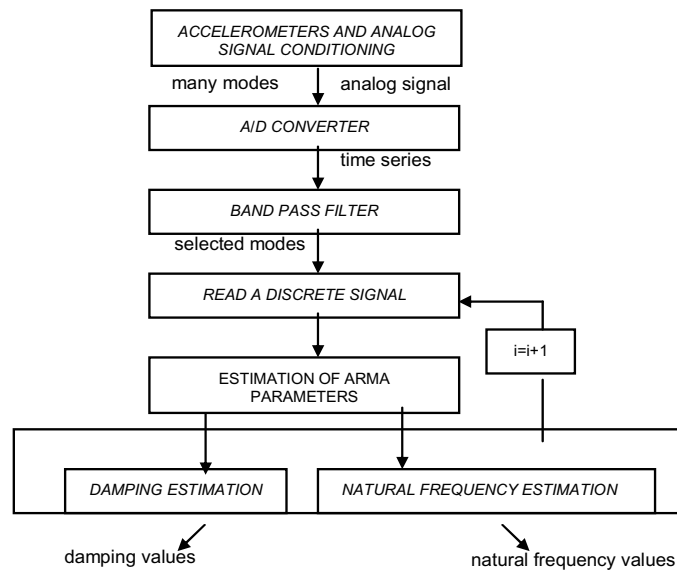 ACCELEROMETERS AND ANALOG
SIGNAL CONDITIONING
many modes analog signal
A/D CONVERTER
time series
BAND PASS FILTER
selected modes
READ A DISCRETE SIGNAL
i=i+1
ESTIMATION OF ARMA
PARAMETERS
DAMPING ESTIMATION NATURAL FREQUENCY ESTIMATION
damping values natural frequency values